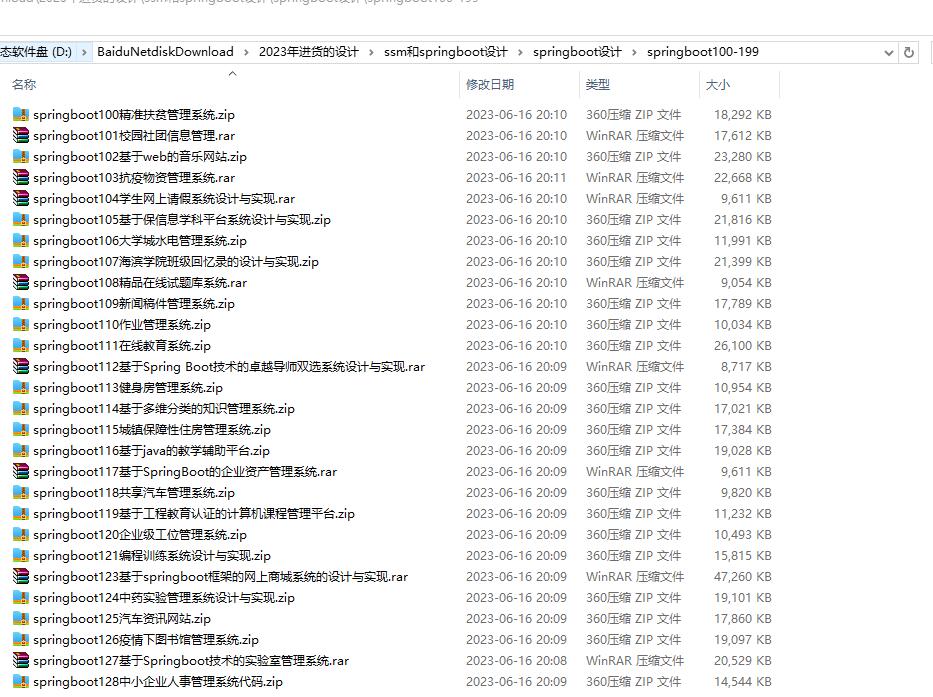 态软件盘 (D:) › BaiduNetdiskDownload › 2023年进货的设计 › ssm和springboot设计 › springboot设计 › springboot100-199
名称 修改日期 类型 大小
springboot100精准扶贫管理系统.zip 2023-06-16 20:10 360压缩 ZIP 文件 18,292 KB
springboot101校园社团信息管理.rar 2023-06-16 20:10 WinRAR 压缩文件 17,612 KB
springboot102基于web的音乐网站.zip 2023-06-16 20:10 360压缩 ZIP 文件 23,280 KB
springboot103抗疫物资管理系统.rar 2023-06-16 20:11 WinRAR 压缩文件 22,668 KB
springboot104学生网上请假系统设计与实现.rar 2023-06-16 20:10 WinRAR 压缩文件 9,611 KB
springboot105基于保信息学科平台系统设计与实现.zip 2023-06-16 20:10 360压缩 ZIP 文件 21,816 KB
springboot106大学城水电管理系统.zip 2023-06-16 20:10 360压缩 ZIP 文件 11,991 KB
springboot107海滨学院班级回忆录的设计与实现.zip 2023-06-16 20:10 360压缩 ZIP 文件 21,399 KB
springboot108精品在线试题库系统.rar 2023-06-16 20:10 WinRAR 压缩文件 9,054 KB
springboot109新闻稿件管理系统.zip 2023-06-16 20:10 360压缩 ZIP 文件 17,789 KB
springboot110作业管理系统.zip 2023-06-16 20:10 360压缩 ZIP 文件 10,034 KB
springboot111在线教育系统.zip 2023-06-16 20:10 360压缩 ZIP 文件 26,100 KB
springboot112基于Spring Boot技术的卓越导师双选系统设计与实现.rar 2023-06-16 20:09 WinRAR 压缩文件 8,717 KB
springboot113健身房管理系统.zip 2023-06-16 20:09 360压缩 ZIP 文件 10,954 KB
springboot114基于多维分类的知识管理系统.zip 2023-06-16 20:09 360压缩 ZIP 文件 17,021 KB
springboot115城镇保障性住房管理系统.zip 2023-06-16 20:09 360压缩 ZIP 文件 17,384 KB
springboot116基于java的教学辅助平台.zip 2023-06-16 20:09 360压缩 ZIP 文件 19,028 KB
springboot117基于SpringBoot的企业资产管理系统.rar 2023-06-16 20:09 WinRAR 压缩文件 9,611 KB
springboot118共享汽车管理系统.zip 2023-06-16 20:09 360压缩 ZIP 文件 9,820 KB
springboot119基于工程教育认证的计算机课程管理平台.zip 2023-06-16 20:09 360压缩 ZIP 文件 11,232 KB
springboot120企业级工位管理系统.zip 2023-06-16 20:09 360压缩 ZIP 文件 10,493 KB
springboot121编程训练系统设计与实现.zip 2023-06-16 20:09 360压缩 ZIP 文件 15,815 KB
springboot123基于springboot框架的网上商城系统的设计与实现.rar 2023-06-16 20:09 WinRAR 压缩文件 47,260 KB
springboot124中药实验管理系统设计与实现.zip 2023-06-16 20:09 360压缩 ZIP 文件 19,101 KB
springboot125汽车资讯网站.zip 2023-06-16 20:09 360压缩 ZIP 文件 17,860 KB
springboot126疫情下图书馆管理系统.zip 2023-06-16 20:09 360压缩 ZIP 文件 19,097 KB
springboot127基于Springboot技术的实验室管理系统.rar 2023-06-16 20:08 WinRAR 压缩文件 20,529 KB
springboot128中小企业人事管理系统代码.zip 2023-06-16 20:09 360压缩 ZIP 文件 14,544 KB